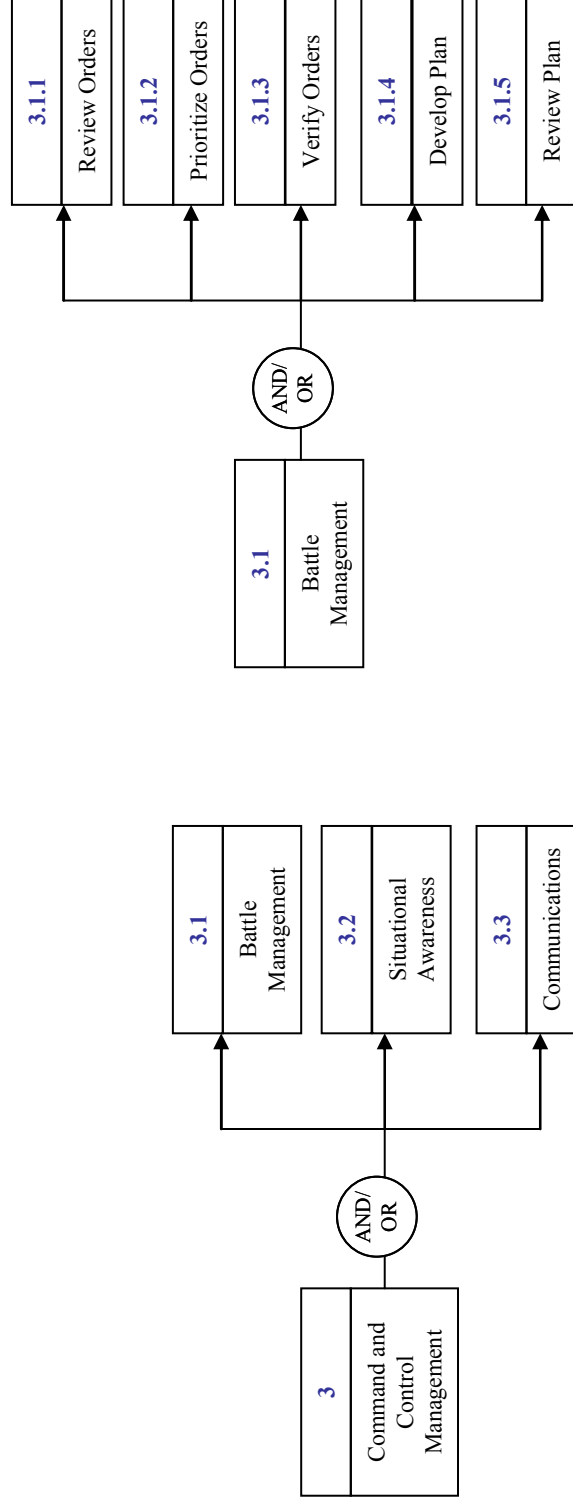 3
Command and
Control
Management
AND/
OR
3.1
Battle
Management
3.2
Situational
Awareness
3.3
Communications
3.1
Battle
Management
AND/
OR
3.1.1
Review Orders
3.1.2
Prioritize Orders
3.1.3
Verify Orders
3.1.4
Develop Plan
3.1.5
Review Plan